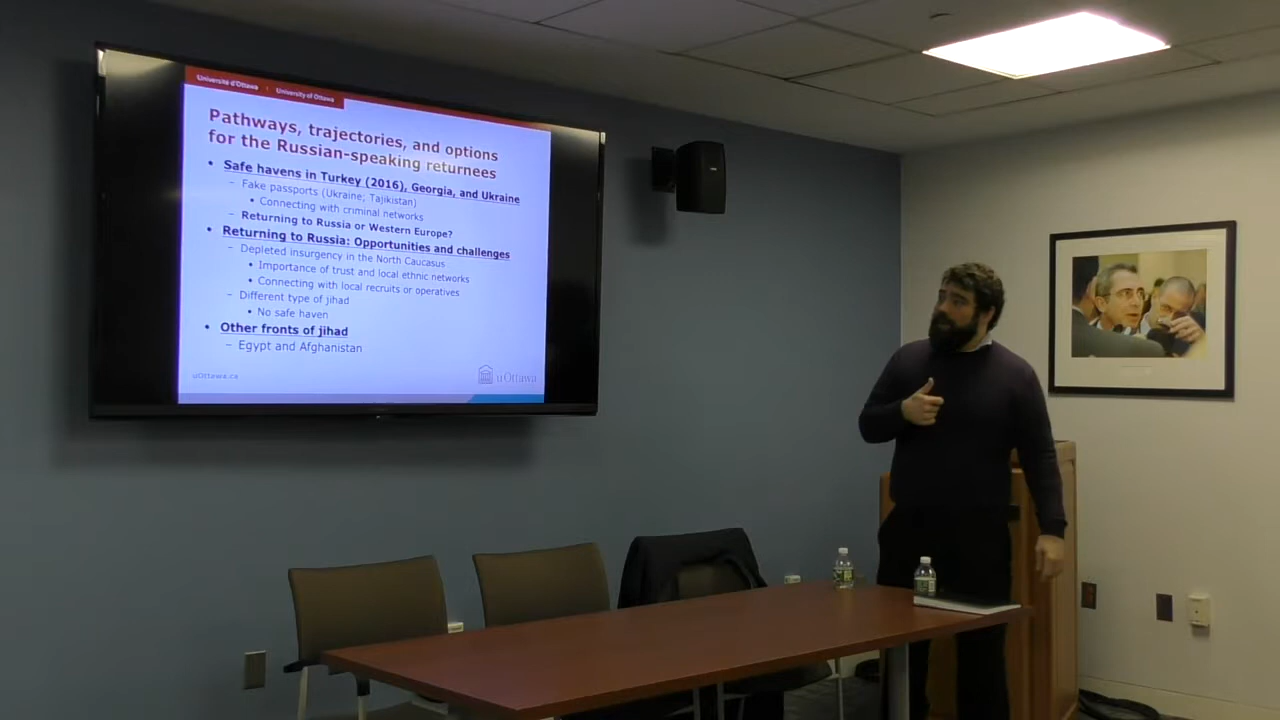 Université d'Ottawa | University of Ottawa
Pathways, trajectories, and options
for the Russian-speaking returnees
• Safe havens in Turkey (2016), Georgia, and Ukraine
– Fake passports (Ukraine; Tajikistan)
• Connecting with criminal networks
– Returning to Russia or Western Europe?
• Returning to Russia: Opportunities and challenges
– Depleted insurgency in the North Caucasus
• Importance of trust and local ethnic networks
• Connecting with local recruits or operatives
– Different type of jihad
• No safe haven
• Other fronts of jihad
– Egypt and Afghanistan
uOttawa.ca
uOttawa